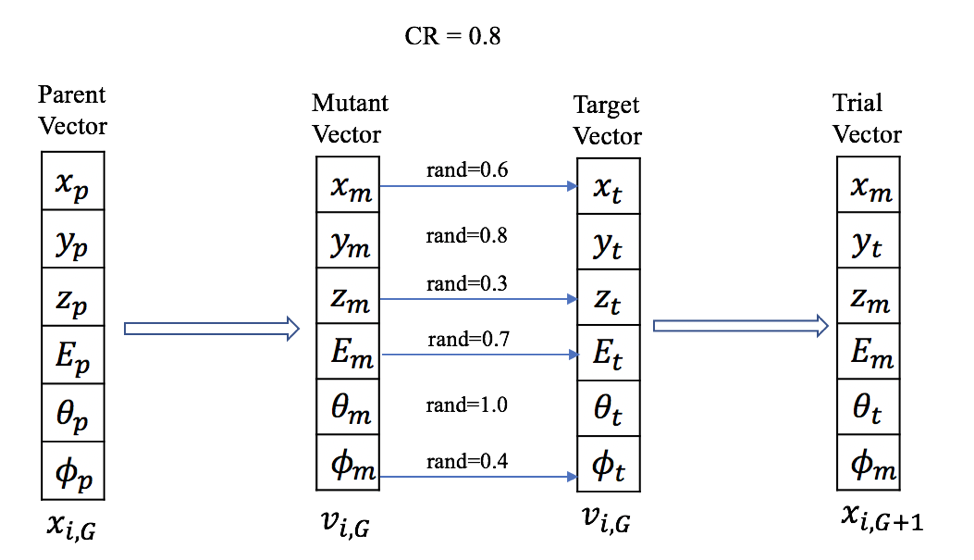 CR = 0.8
Parent
Vector
x_p
y_p
z_p
E_p
θ_p
ϕ_p
x_{i,G}
Mutant
Vector
x_m
y_m
z_m
E_m
θ_m
ϕ_m
v_{i,G}
rand=0.6
rand=0.8
rand=0.3
rand=0.7
rand=1.0
rand=0.4
Target
Vector
x_t
y_t
z_t
E_t
θ_t
ϕ_t
v_{i,G}
Trial
Vector
x_m
y_t
z_m
E_m
θ_t
ϕ_m
x_{i,G+1}